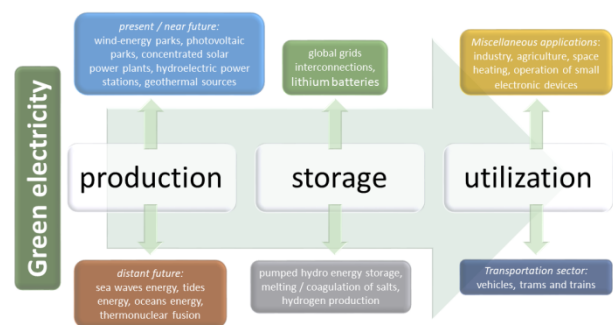 Green electricity
present / near future:
wind-energy parks, photovoltaic
parks, concentrated solar
power plants, hydroelectric power
stations, geothermal sources
global grids
interconnections,
lithium batteries
Miscellaneous applications:
industry, agriculture, space
heating, operation of small
electronic devices
production
storage
utilization
distant future:
sea waves energy, tides
energy, oceans energy,
thermonuclear fusion
pumped hydro energy storage,
melting / coagulation of salts,
hydrogen production
Transportation sector:
vehicles, trams and trains